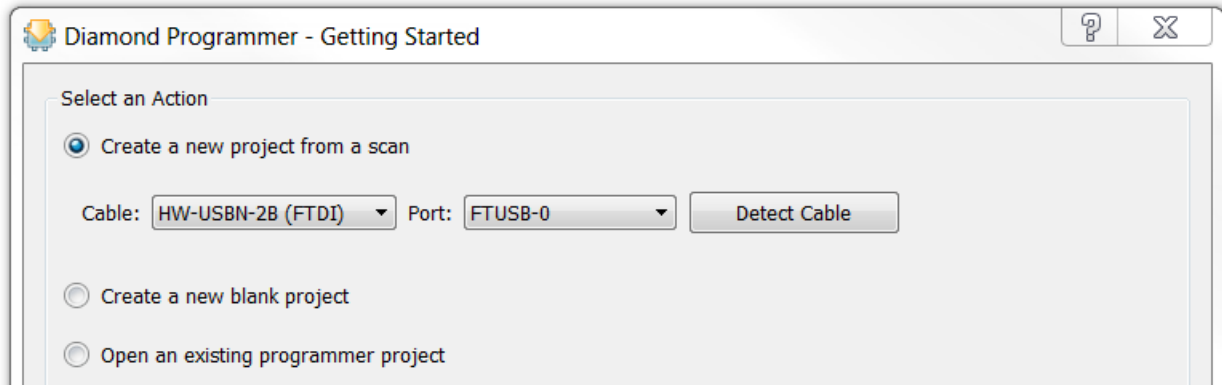 Diamond Programmer - Getting Started
Select an Action
Create a new project from a scan
Cable: HW-USBN-2B (FTDI) Port: FTUSB-0 Detect Cable
Create a new blank project
Open an existing programmer project